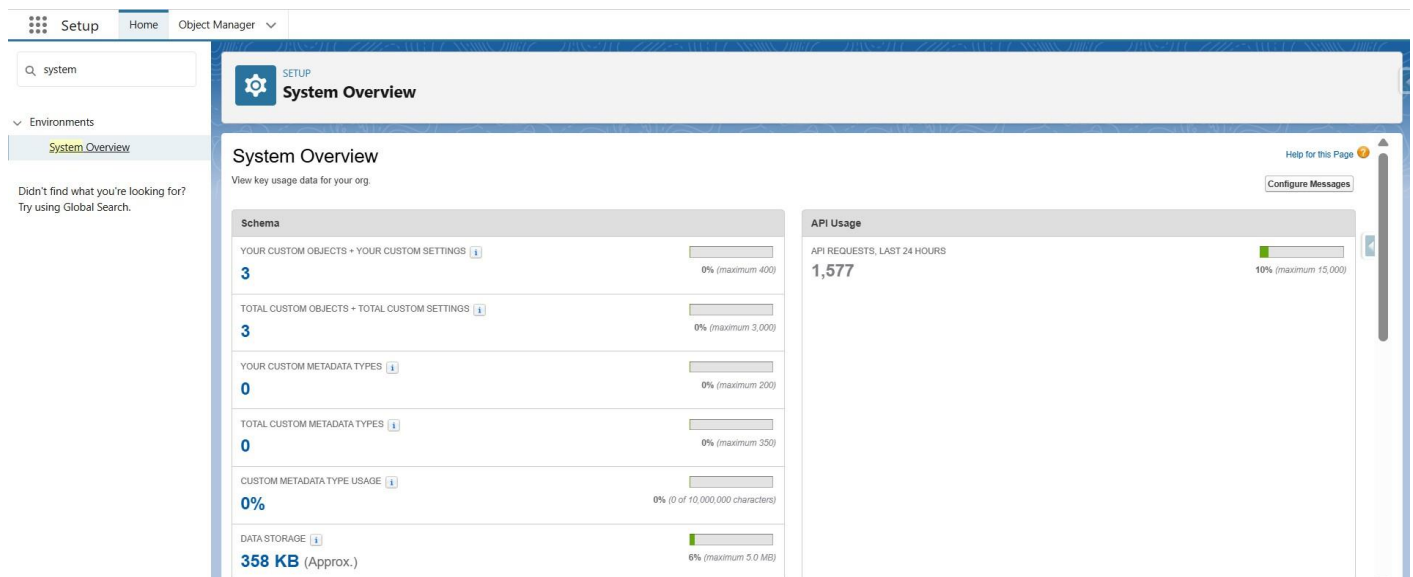 Setup Home Object Manager
system
SETUP
System Overview
Environments
System Overview
Didn't find what you're looking for?
Try using Global Search.
System Overview
Help for this Page
View key usage data for your org.
Configure Messages
Schema
YOUR CUSTOM OBJECTS + YOUR CUSTOM SETTINGS i
3
0% (maximum 400)
TOTAL CUSTOM OBJECTS + TOTAL CUSTOM SETTINGS i
3
0% (maximum 3,000)
YOUR CUSTOM METADATA TYPES i
0
0% (maximum 200)
TOTAL CUSTOM METADATA TYPES i
0
0% (maximum 350)
CUSTOM METADATA TYPE USAGE i
0%
0% (0 of 10,000,000 characters)
DATA STORAGE i
358 KB (Approx.)
6% (maximum 5.0 MB)
API Usage
API REQUESTS, LAST 24 HOURS
1,577
10% (maximum 15,000)